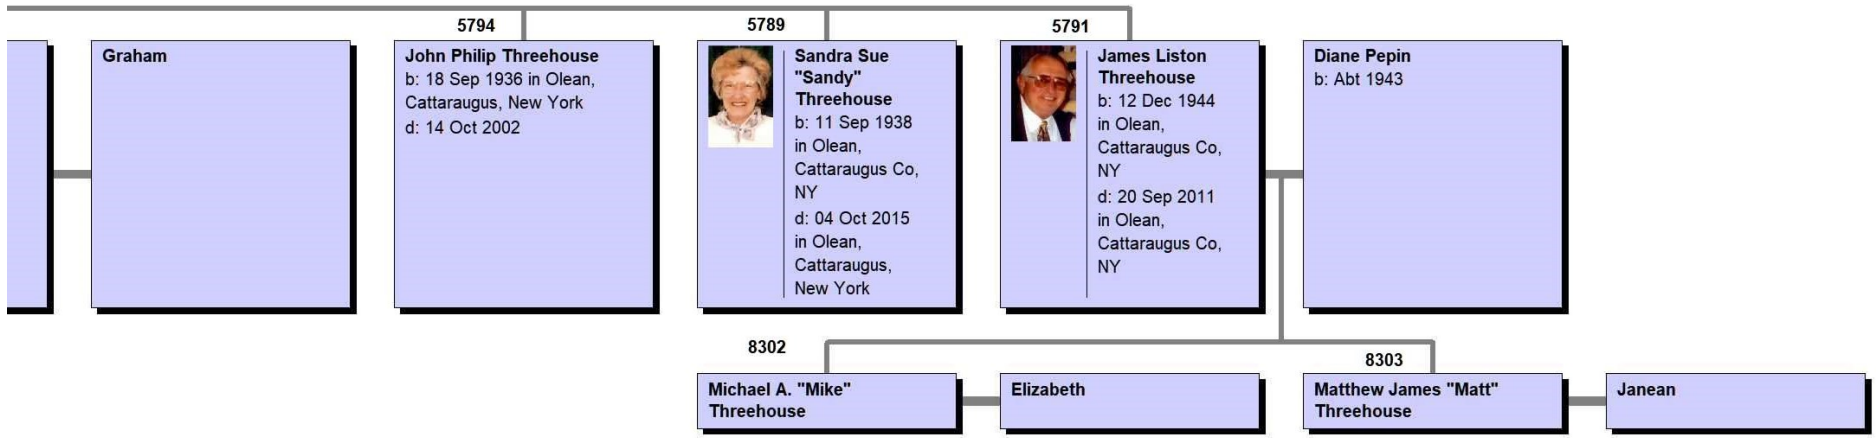 5794
5789
5791
Graham
John Philip Threehouse
b: 18 Sep 1936 in Olean,
Cattaraugus, New York
d: 14 Oct 2002
Sandra Sue
"Sandy"
Threehouse
b: 11 Sep 1938
in Olean,
Cattaraugus Co,
NY
d: 04 Oct 2015
in Olean,
Cattaraugus,
New York
James Liston
Threehouse
b: 12 Dec 1944
in Olean,
Cattaraugus Co,
NY
d: 20 Sep 2011
in Olean,
Cattaraugus Co,
NY
Diane Pepin
b: Abt 1943
8302
8303
Michael A. "Mike"
Threehouse
Elizabeth
Matthew James "Matt"
Threehouse
Janean